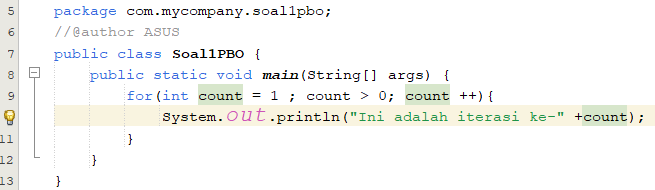 5 package com.mycompany.soal1pbo;
6 //@author ASUS
7 public class Soal1PBO {
8 public static void main(String[] args) {
9 for(int count = 1 ; count > 0; count ++){
System.out.println("Ini adalah iterasi ke-" +count);
11 }
12 }
13 }